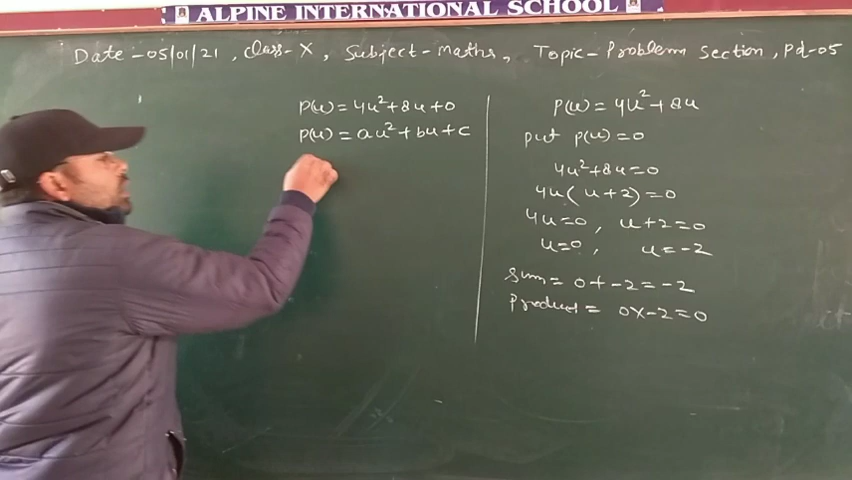 ALPINE INTERNATIONAL SCHOOL
Date - 05/01/21, Class - X, Subject - maths, Topic - Problem Section, Pd-05
P(u) = 4u²+8u+0
P(u) = au²+bu+c
P(u) = 4u²+8u
put P(u) = 0
4u²+8u=0
4u(u+2)=0
4u=0, u+2=0
u=0, u=-2
Sum = 0+-2=-2
Product = 0x-2=0